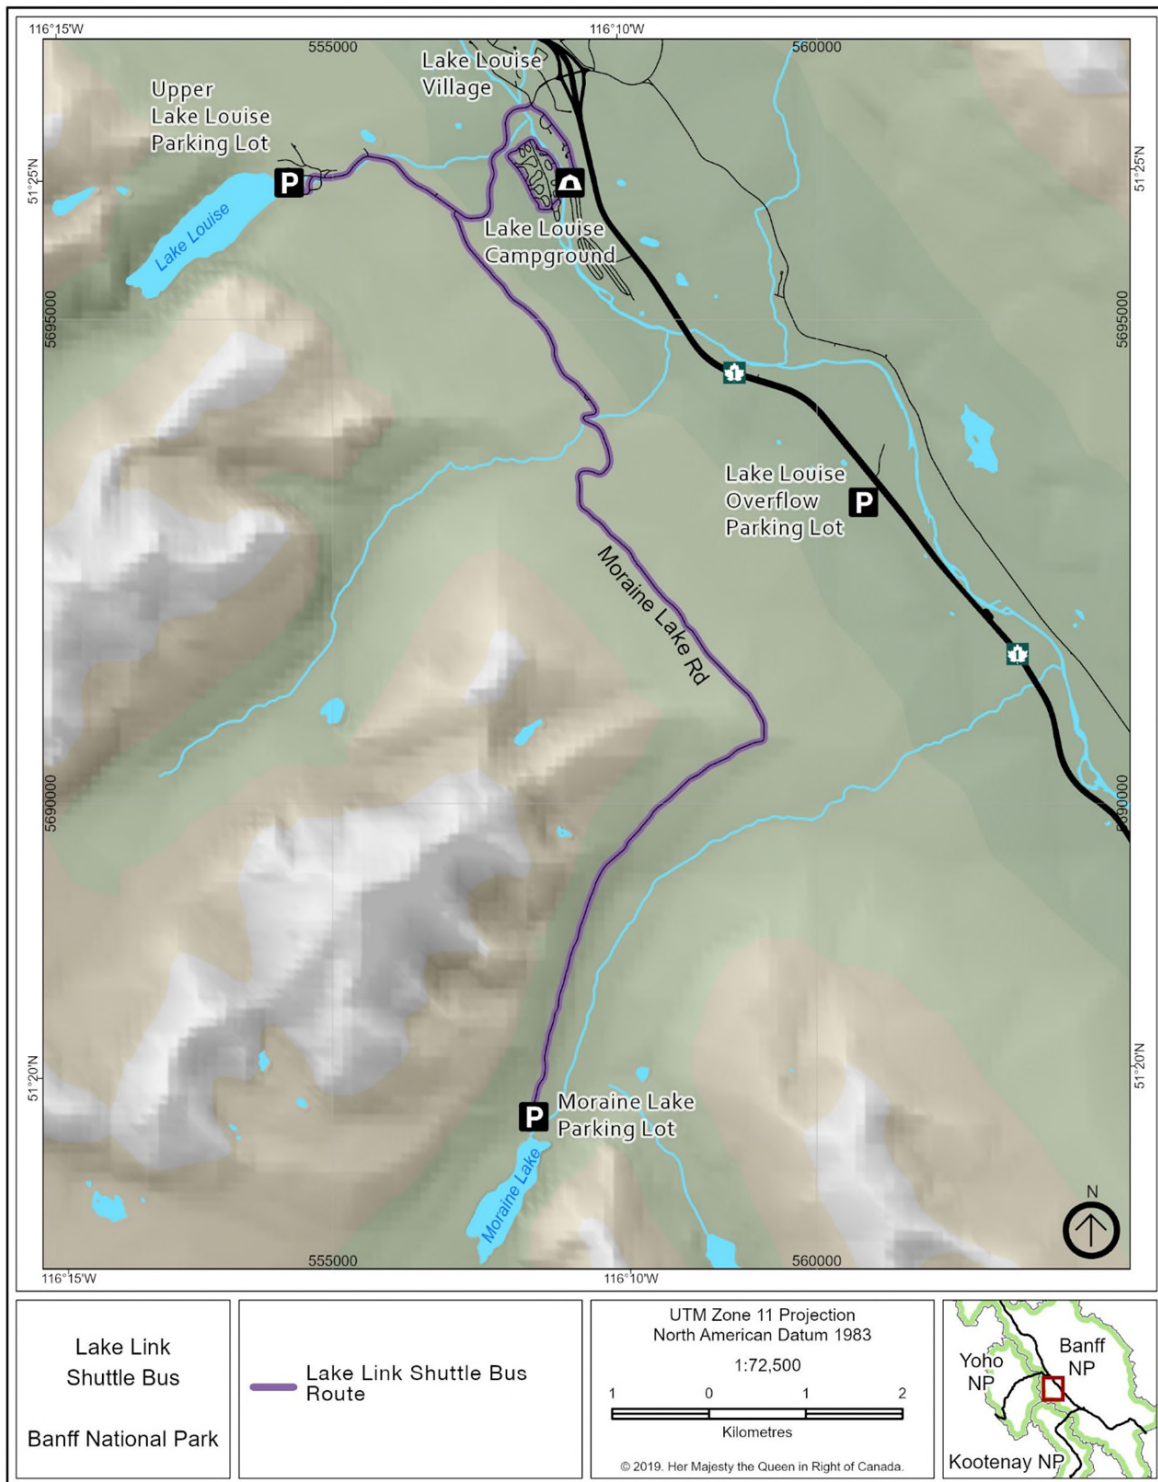 116°15'W
116°10'W
555000
560000
Lake Louise
Village
Upper
Lake Louise
Parking Lot
P
51°25'N
51°25'N
Lake Louise
Lake Louise
Campground
5695000
5695000
1
Lake Louise
Overflow
Parking Lot
P
Moraine Lake Rd
1
5690000
5690000
51°20'N
51°20'N
P
Moraine Lake
Parking Lot
Moraine Lake
N
555000
560000
116°15'W
116°10'W
Lake Link
Shuttle Bus
Banff National Park
Lake Link Shuttle Bus
Route
UTM Zone 11 Projection
North American Datum 1983
1:72,500
1 0 1 2
Kilometres
© 2019. Her Majesty the Queen in Right of Canada.
Yoho
NP
Banff
NP
Kootenay NP